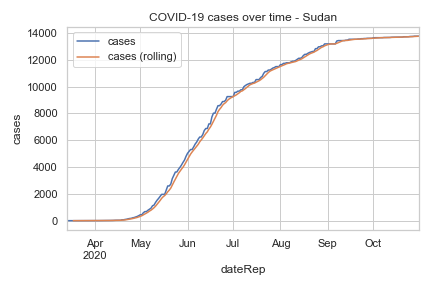 COVID-19 cases over time - Sudan
cases
cases (rolling)
14000
12000
10000
8000
6000
4000
2000
0
cases
Apr May Jun Jul Aug Sep Oct
2020
dateRep